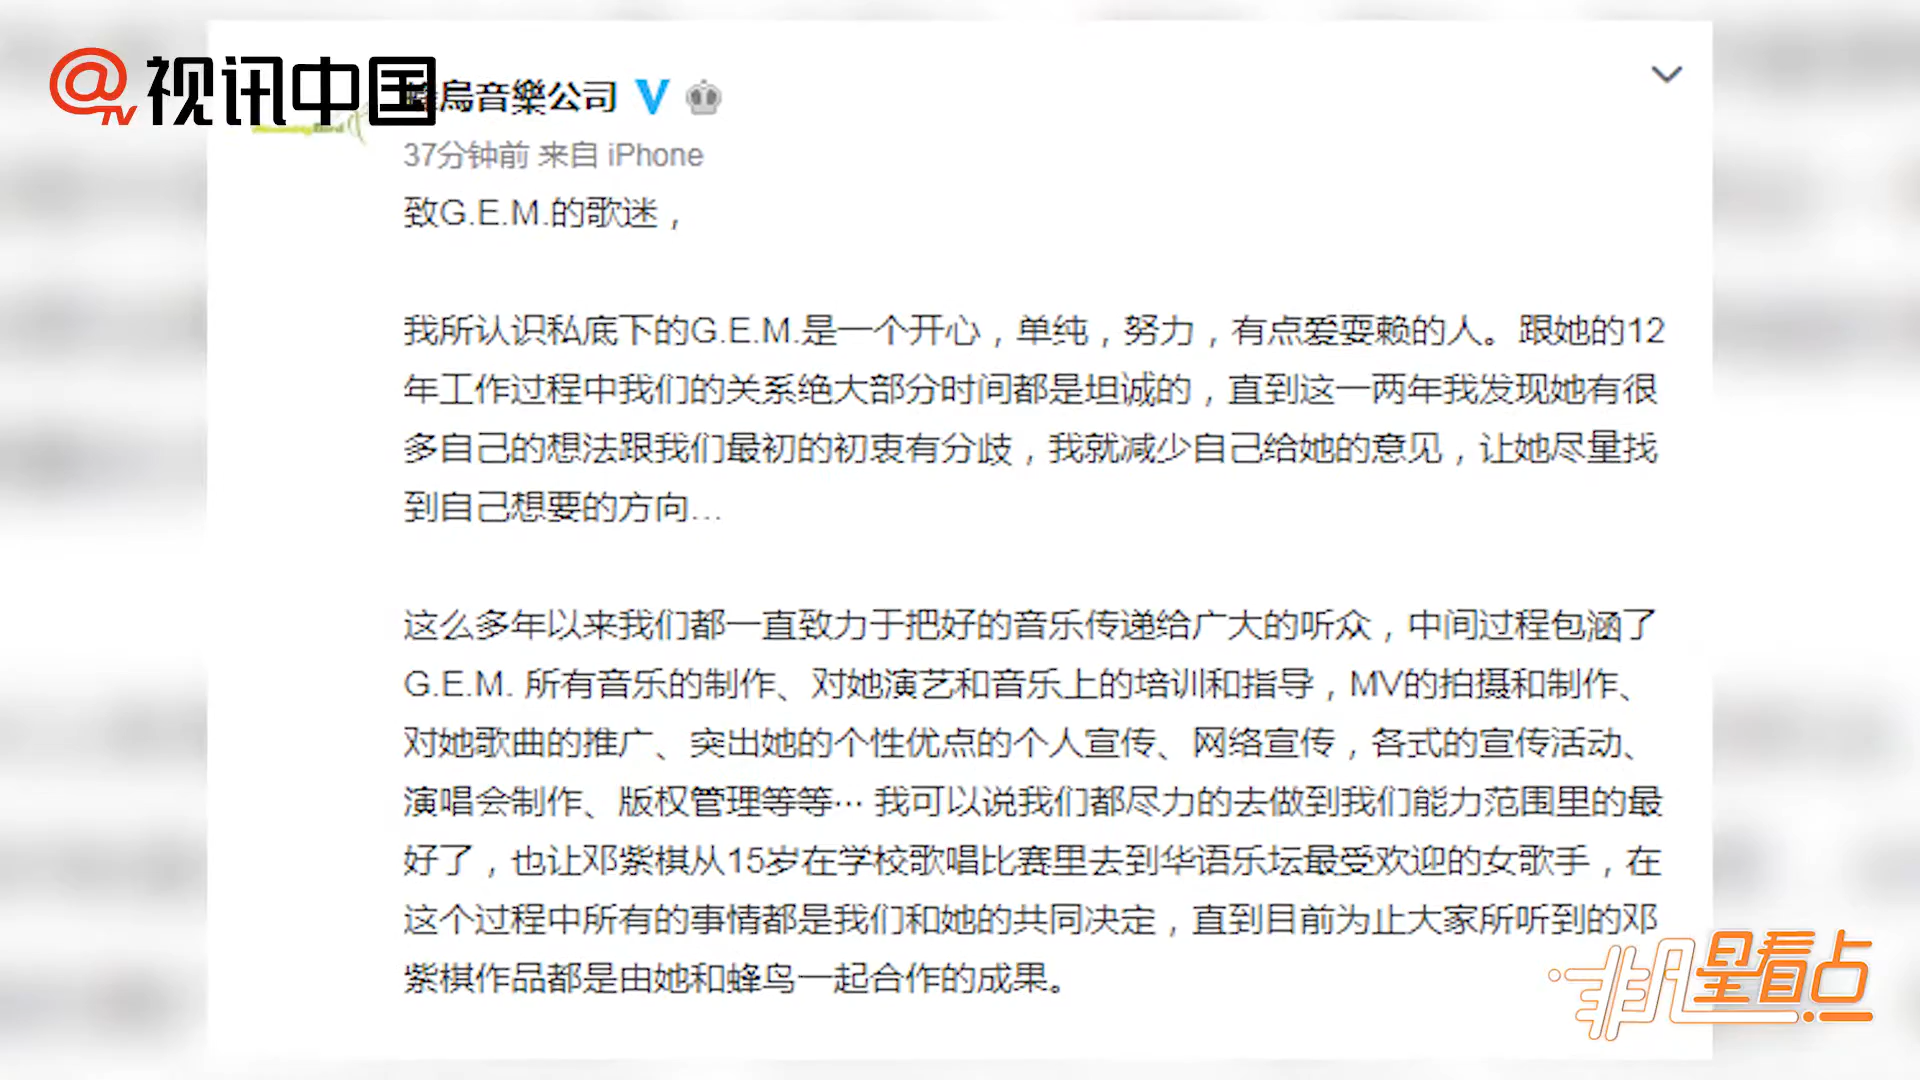 @视讯中国
TV
鳥音樂公司
37分钟前 来自 iPhone
致G.E.M.的歌迷，
我所认识私底下的G.E.M.是一个开心，单纯，努力，有点爱耍赖的人。跟她的12
年工作过程中我们的关系绝大部分时间都是坦诚的，直到这一两年我发现她有很
多自己的想法跟我们最初的初衷有分歧，我就减少自己给她的意见，让她尽量找
到自己想要的方向...
这么多年以来我们都一直致力于把好的音乐传递给广大的听众，中间过程包涵了
G.E.M. 所有音乐的制作、对她演艺和音乐上的培训和指导，MV的拍摄和制作、
对她歌曲的推广、突出她的个性优点的个人宣传、网络宣传，各式的宣传活动、
演唱会制作、版权管理等等… 我可以说我们都尽力的去做到我们能力范围里的最
好了，也让邓紫棋从15岁在学校歌唱比赛里去到华语乐坛最受欢迎的女歌手，在
这个过程中所有的事情都是我们和她的共同决定，直到目前为止大家所听到的邓
紫棋作品都是由她和蜂鸟一起合作的成果。
非凡星看点